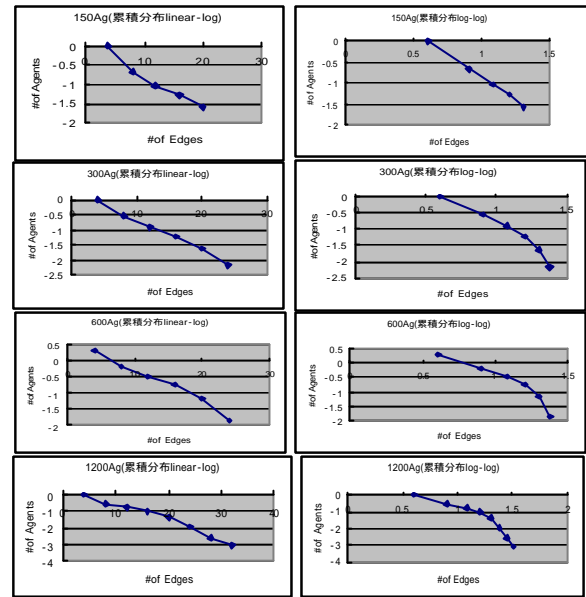 150Ag(累積分布linear-log)
0 10 20 30
0
-0.5
-1
-1.5
-2
#of Agents
#of Edges
150Ag(累積分布log-log)
0 0.5 1 1.5
0
-0.5
-1
-1.5
-2
#of Agents
#of Edges
300Ag(累積分布linear-log)
0 10 20 30
0
-0.5
-1
-1.5
-2
-2.5
#of Agents
#of Edges
300Ag(累積分布log-log)
0 0.5 1 1.5
0
-0.5
-1
-1.5
-2
-2.5
#of Agents
#of Edges
600Ag(累積分布linear-log)
0.5
0 10 20 30
0
-0.5
-1
-1.5
-2
#of Agents
#of Edges
600Ag(累積分布log-log)
0.5
0 0.5 1 1.5
0
-0.5
-1
-1.5
-2
#of Agents
#of Edges
1200Ag(累積分布linear-log)
0 10 20 30 40
0
-1
-2
-3
-4
#of Agents
#of Edges
1200Ag(累積分布log-log)
0 0.5 1 1.5 2
0
-1
-2
-3
-4
#of Agents
#of Edges